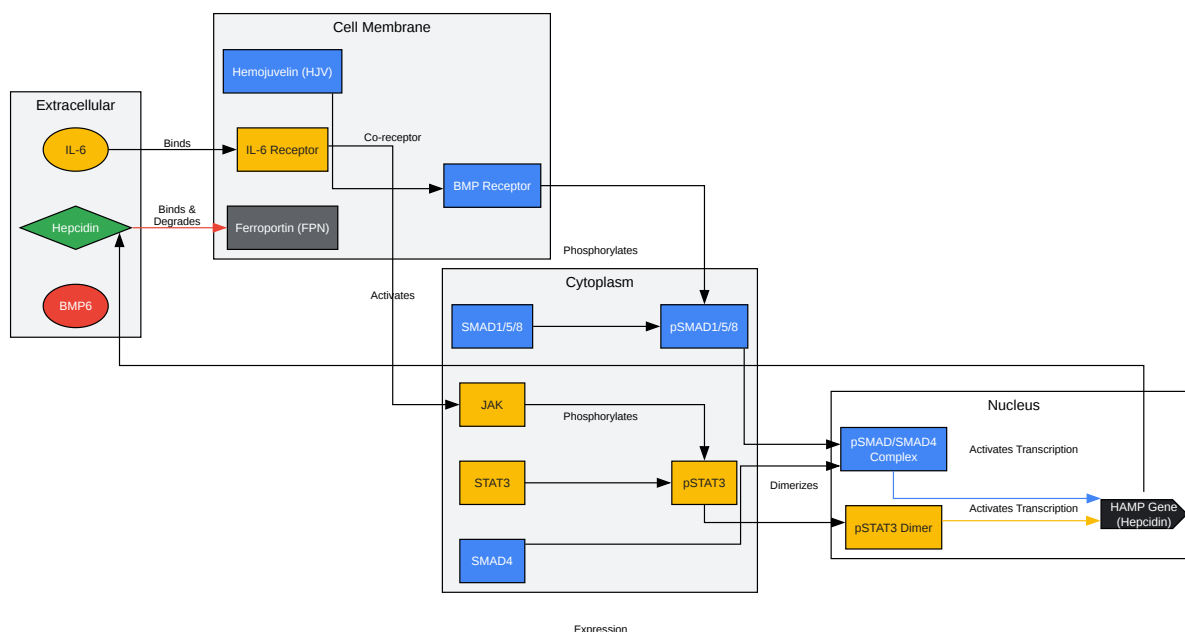 Cell Membrane
Hemojuvelin (HJV)
Extracellular
IL-6
Binds
IL-6 Receptor
Co-receptor
BMP Receptor
Hepcidin
Binds &
Degrades
Ferroportin (FPN)
Phosphorylates
BMP6
Activates
Cytoplasm
SMAD1/5/8
pSMAD1/5/8
JAK
Phosphorylates
Nucleus
pSMAD/SMAD4
Complex
Activates Transcription
STAT3
pSTAT3
Dimerizes
Activates Transcription
HAMP Gene
(Hepcidin)
pSTAT3 Dimer
SMAD4
Expression